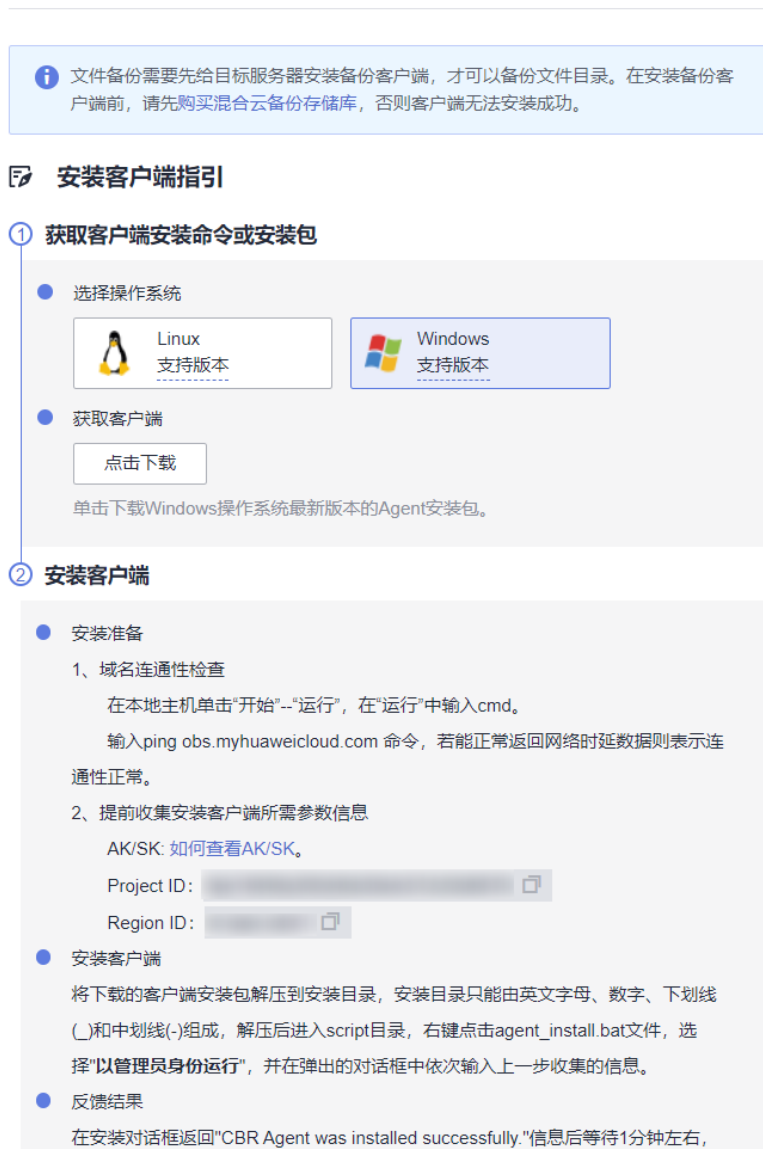 文件备份需要先给目标服务器安装备份客户端，才可以备份文件目录。在安装备份客
户端前，请先购买混合云备份存储库，否则客户端无法安装成功。
安装客户端指引
1 获取客户端安装命令或安装包
选择操作系统
Linux
支持版本
Windows
支持版本
获取客户端
点击下载
单击下载Windows操作系统最新版本的Agent安装包。
2 安装客户端
安装准备
1、域名连通性检查
在本地主机单击“开始”--“运行”，在“运行”中输入cmd。
输入ping obs.myhuaweicloud.com 命令，若能正常返回网络时延数据则表示连
通性正常。
2、提前收集安装客户端所需参数信息
AK/SK: 如何查看AK/SK。
Project ID：
Region ID：
安装客户端
将下载的客户端安装包解压到安装目录，安装目录只能由英文字母、数字、下划线
(_)和中划线(-)组成，解压后进入script目录，右键点击agent_install.bat文件，选
择"以管理员身份运行"，并在弹出的对话框中依次输入上一步收集的信息。
反馈结果
在安装对话框返回"CBR Agent was installed successfully."信息后等待1分钟左右，